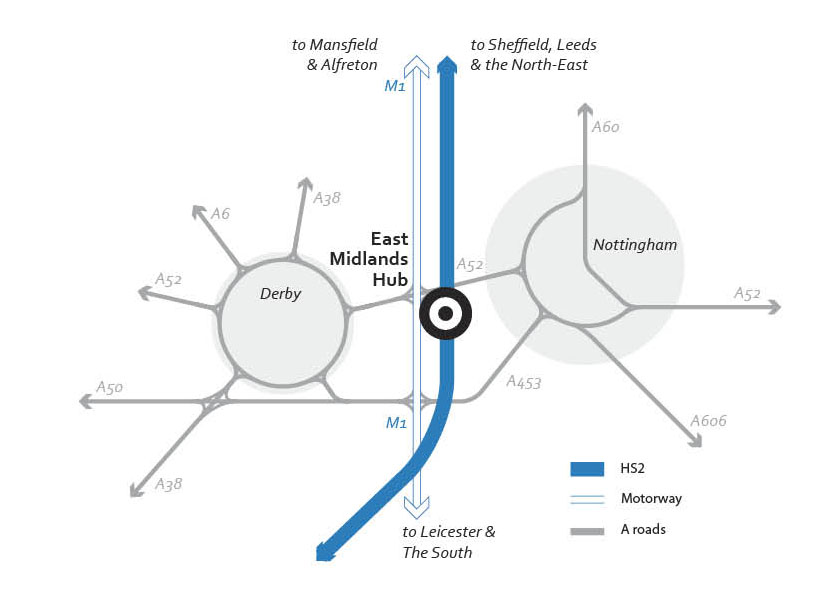 to Mansfield
& Alfreton
to Sheffield, Leeds
& the North-East
M1
A60
A38
A6
East
Midlands
Hub
Nottingham
A52
A52
Derby
A52
A50
A453
M1
A606
A38
HS2
Motorway
A roads
to Leicester &
The South